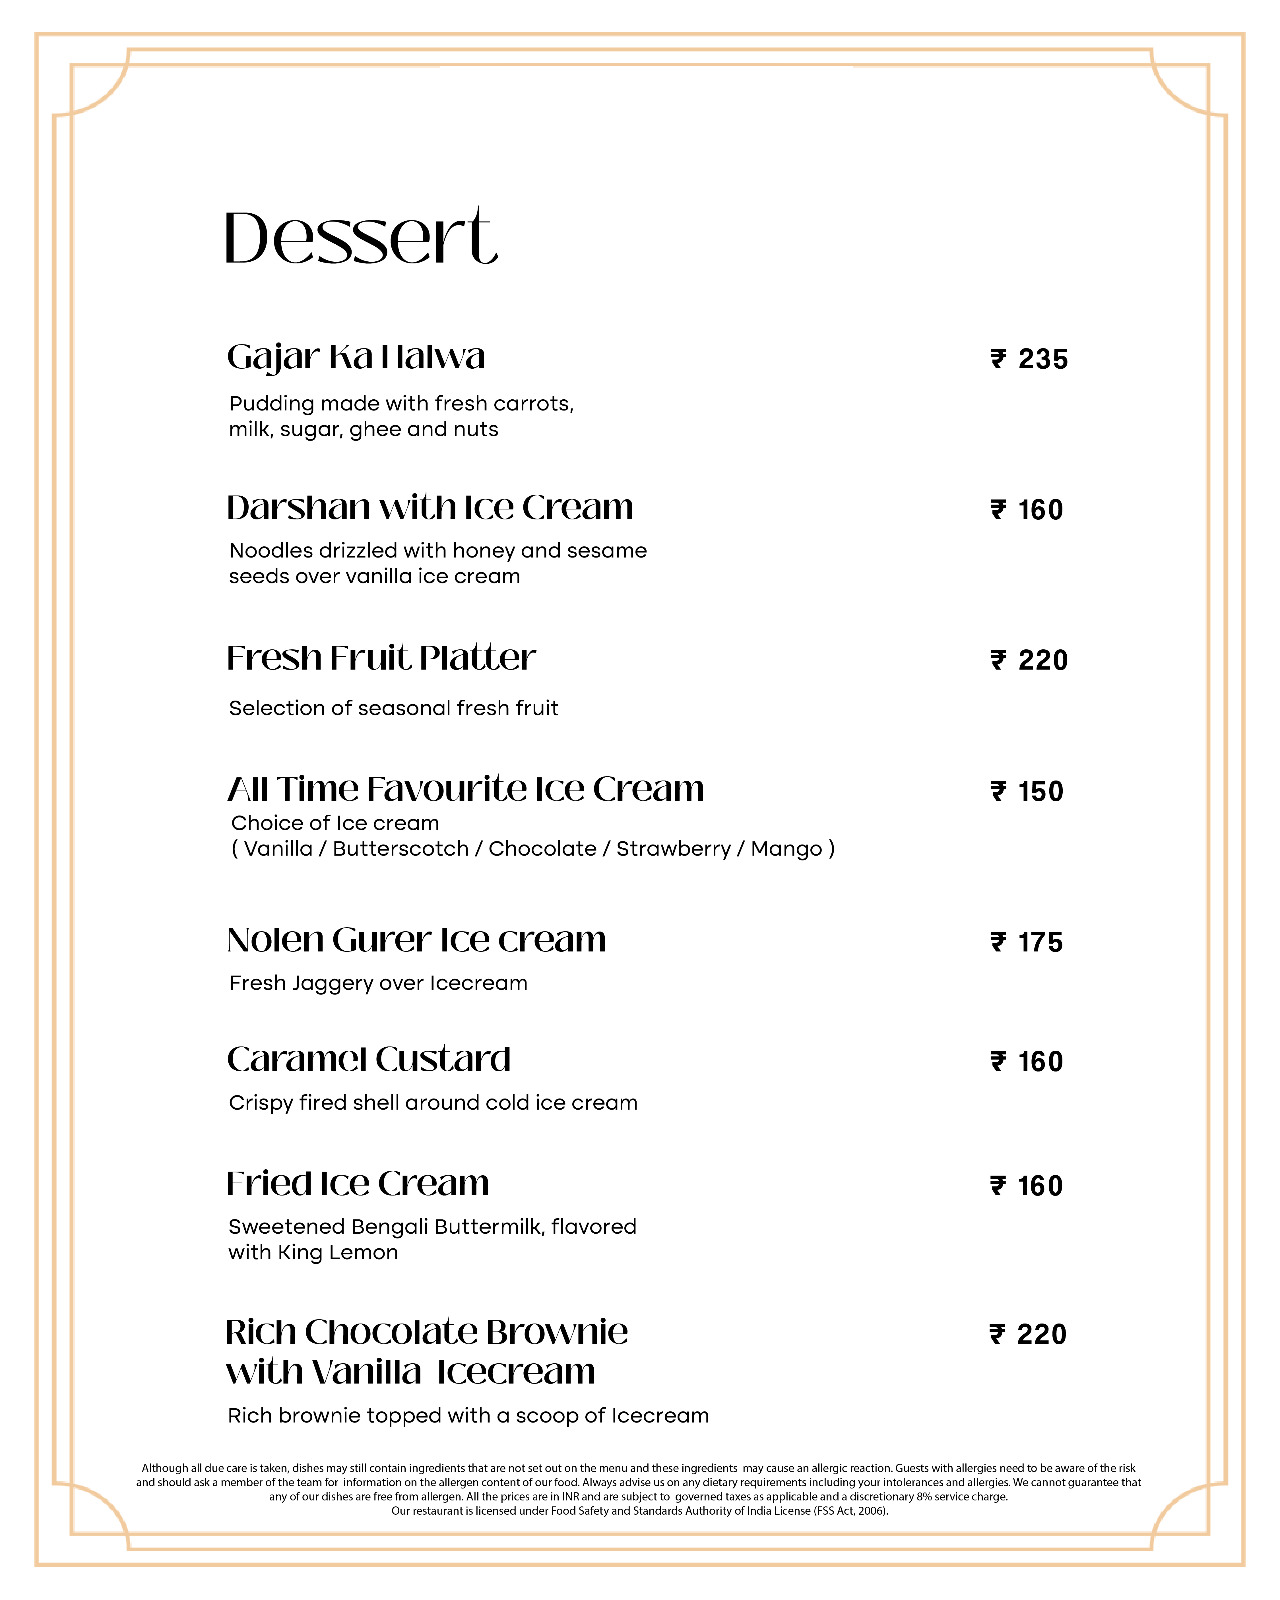 Dessert
Gajar Ka Halwa ₹ 235
Pudding made with fresh carrots,
milk, sugar, ghee and nuts
Darshan with Ice Cream ₹ 160
Noodles drizzled with honey and sesame
seeds over vanilla ice cream
Fresh Fruit Platter ₹ 220
Selection of seasonal fresh fruit
All Time Favourite Ice Cream ₹ 150
Choice of Ice cream
( Vanilla / Butterscotch / Chocolate / Strawberry / Mango )
Nolen Gurer Ice cream ₹ 175
Fresh Jaggery over Icecream
Caramel Custard ₹ 160
Crispy fired shell around cold ice cream
Fried Ice Cream ₹ 160
Sweetened Bengali Buttermilk, flavored
with King Lemon
Rich Chocolate Brownie ₹ 220
with Vanilla Icecream
Rich brownie topped with a scoop of Icecream
Although all due care is taken, dishes may still contain ingredients that are not set out on the menu and these ingredients may cause an allergic reaction. Guests with allergies need to be aware of the risk
and should ask a member of the team for information on the allergen content of our food. Always advise us on any dietary requirements including your intolerances and allergies. We cannot guarantee that
any of our dishes are free from allergen. All the prices are in INR and are subject to governed taxes as applicable and a discretionary 8% service charge.
Our restaurant is licensed under Food Safety and Standards Authority of India License (FSS Act, 2006).